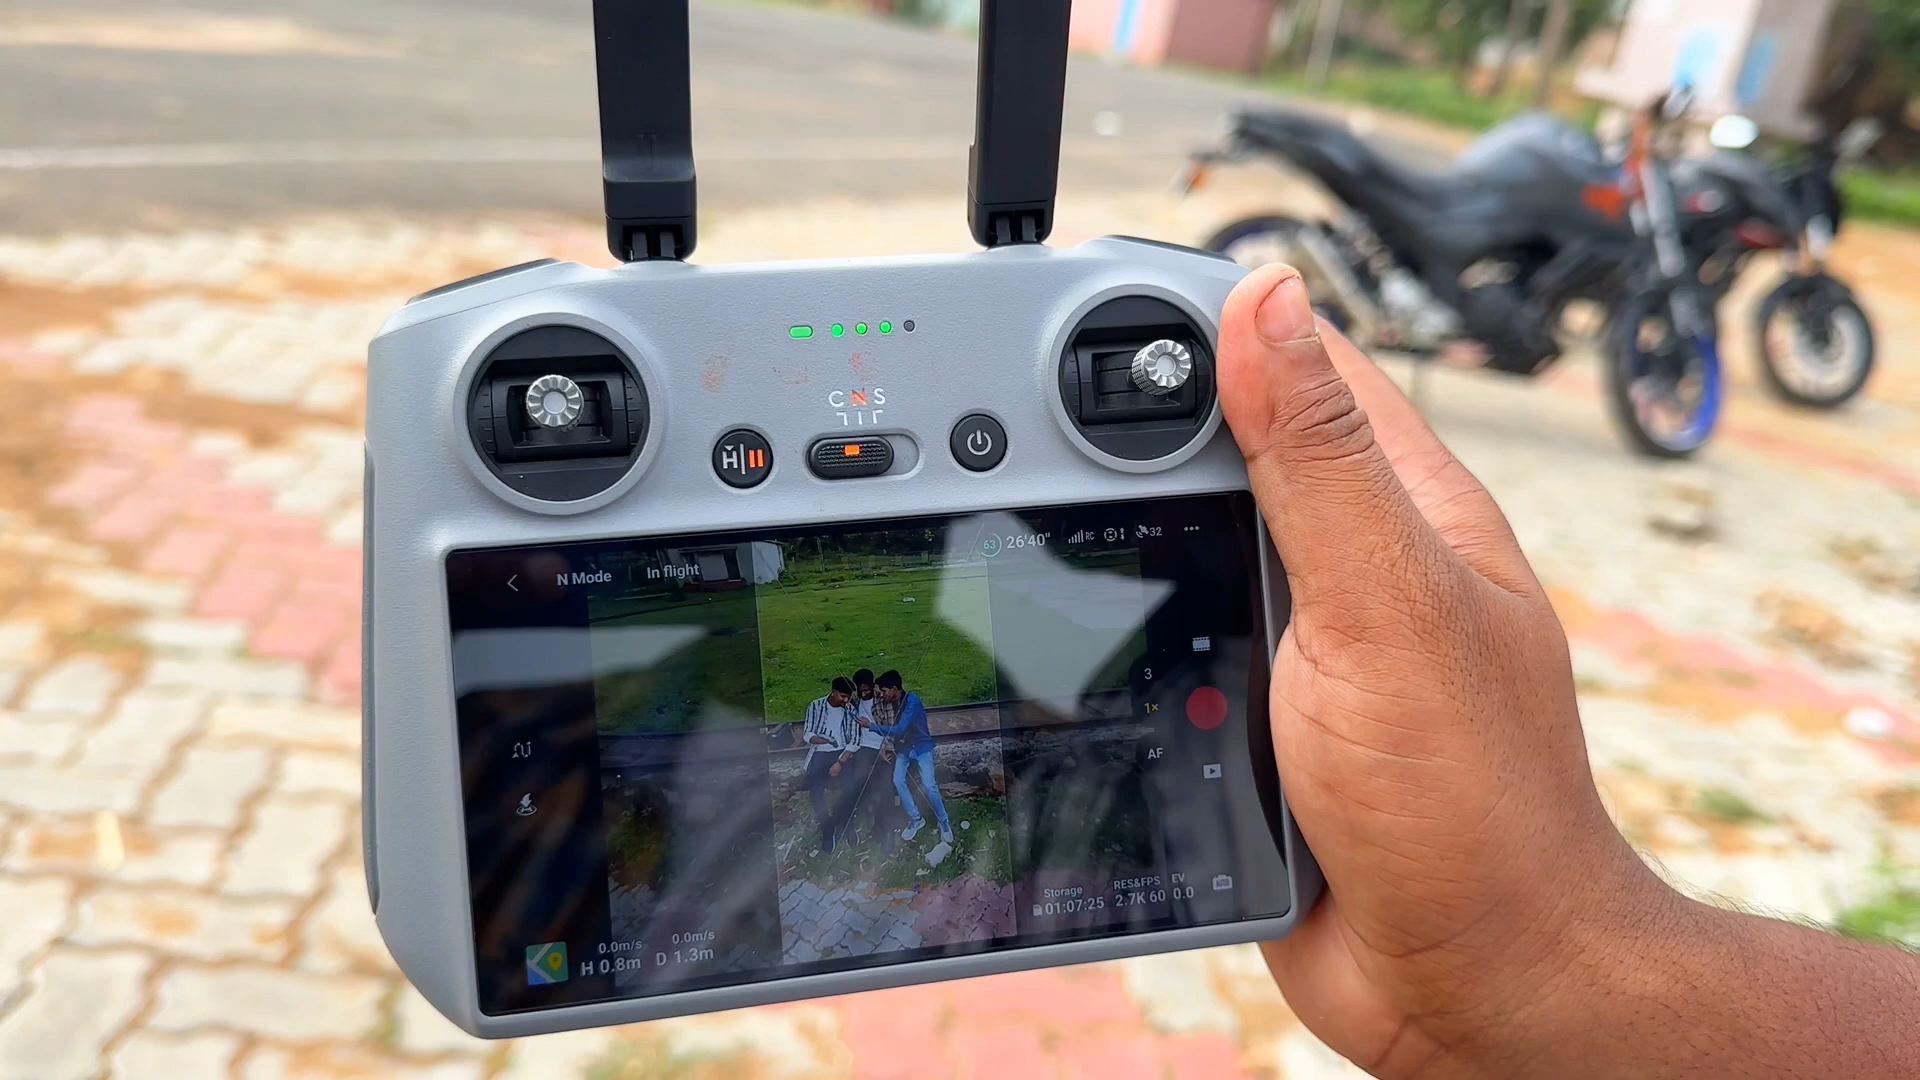 C N S
H
63 26'40" RC 32
N Mode In flight
3
1×
AF
Storage RES&FPS EV
01:07:25 2.7K 60 0.0
0.0m/s 0.0m/s
H 0.8m D 1.3m